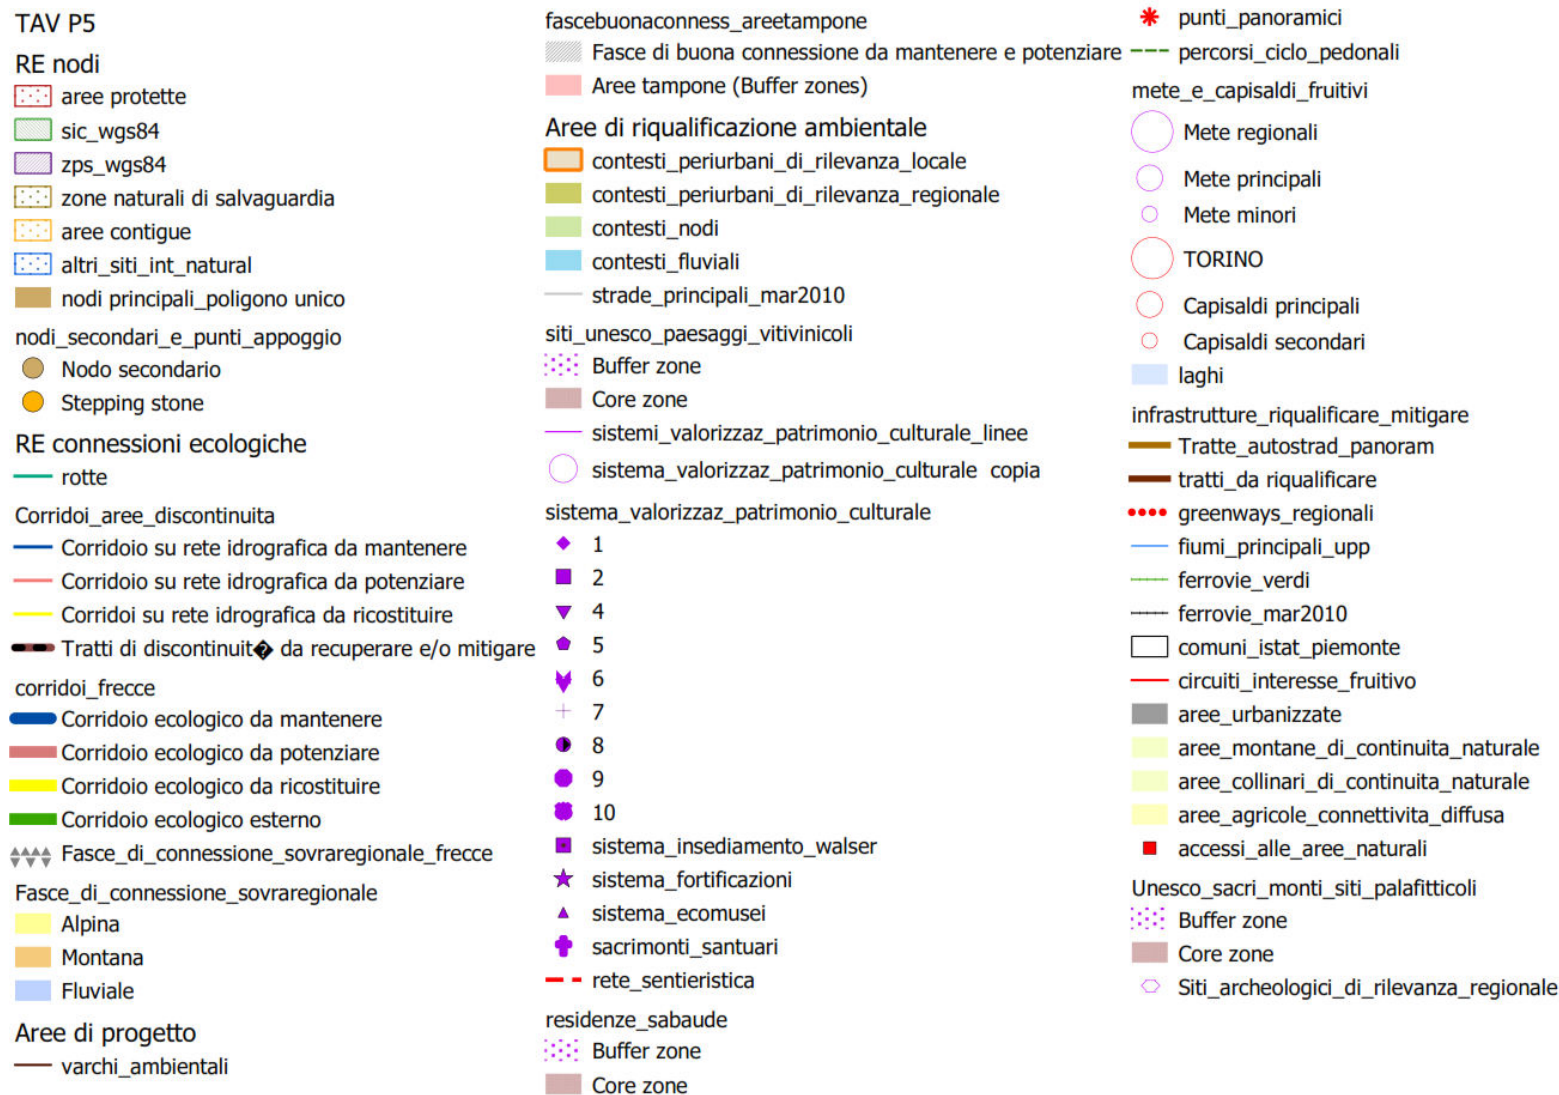 TAV P5
RE nodi
aree protette
sic_wgs84
zps_wgs84
zone naturali di salvaguardia
aree contigue
altri_siti_int_natural
nodi principali_poligono unico
nodi_secondari_e_punti_appoggio
Nodo secondario
Stepping stone
RE connessioni ecologiche
rotte
Corridoi_aree_discontinuita
Corridoio su rete idrografica da mantenere
Corridoio su rete idrografica da potenziare
Corridoi su rete idrografica da ricostituire
Tratti di discontinuit� da recuperare e/o mitigare
corridoi_frecce
Corridoio ecologico da mantenere
Corridoio ecologico da potenziare
Corridoio ecologico da ricostituire
Corridoio ecologico esterno
Fasce_di_connessione_sovraregionale_frecce
Fasce_di_connessione_sovraregionale
Alpina
Montana
Fluviale
Aree di progetto
varchi_ambientali
fascebuonaconness_areetampone
Fasce di buona connessione da mantenere e potenziare
Aree tampone (Buffer zones)
Aree di riqualificazione ambientale
contesti_periurbani_di_rilevanza_locale
contesti_periurbani_di_rilevanza_regionale
contesti_nodi
contesti_fluviali
strade_principali_mar2010
siti_unesco_paesaggi_vitivinicoli
Buffer zone
Core zone
sistemi_valorizzaz_patrimonio_culturale_linee
sistema_valorizzaz_patrimonio_culturale copia
sistema_valorizzaz_patrimonio_culturale
1
2
4
5
6
7
8
9
10
sistema_insediamento_walser
sistema_fortificazioni
sistema_ecomusei
sacrimonti_santuari
rete_sentieristica
residenze_sabaude
Buffer zone
Core zone
punti_panoramici
percorsi_ciclo_pedonali
mete_e_capisaldi_fruitivi
Mete regionali
Mete principali
Mete minori
TORINO
Capisaldi principali
Capisaldi secondari
laghi
infrastrutture_riqualificare_mitigare
Tratte_autostrad_panoram
tratti_da riqualificare
greenways_regionali
fiumi_principali_upp
ferrovie_verdi
ferrovie_mar2010
comuni_istat_piemonte
circuiti_interesse_fruitivo
aree_urbanizzate
aree_montane_di_continuita_naturale
aree_collinari_di_continuita_naturale
aree_agricole_connettivita_diffusa
accessi_alle_aree_naturali
Unesco_sacri_monti_siti_palafitticoli
Buffer zone
Core zone
Siti_archeologici_di_rilevanza_regionale